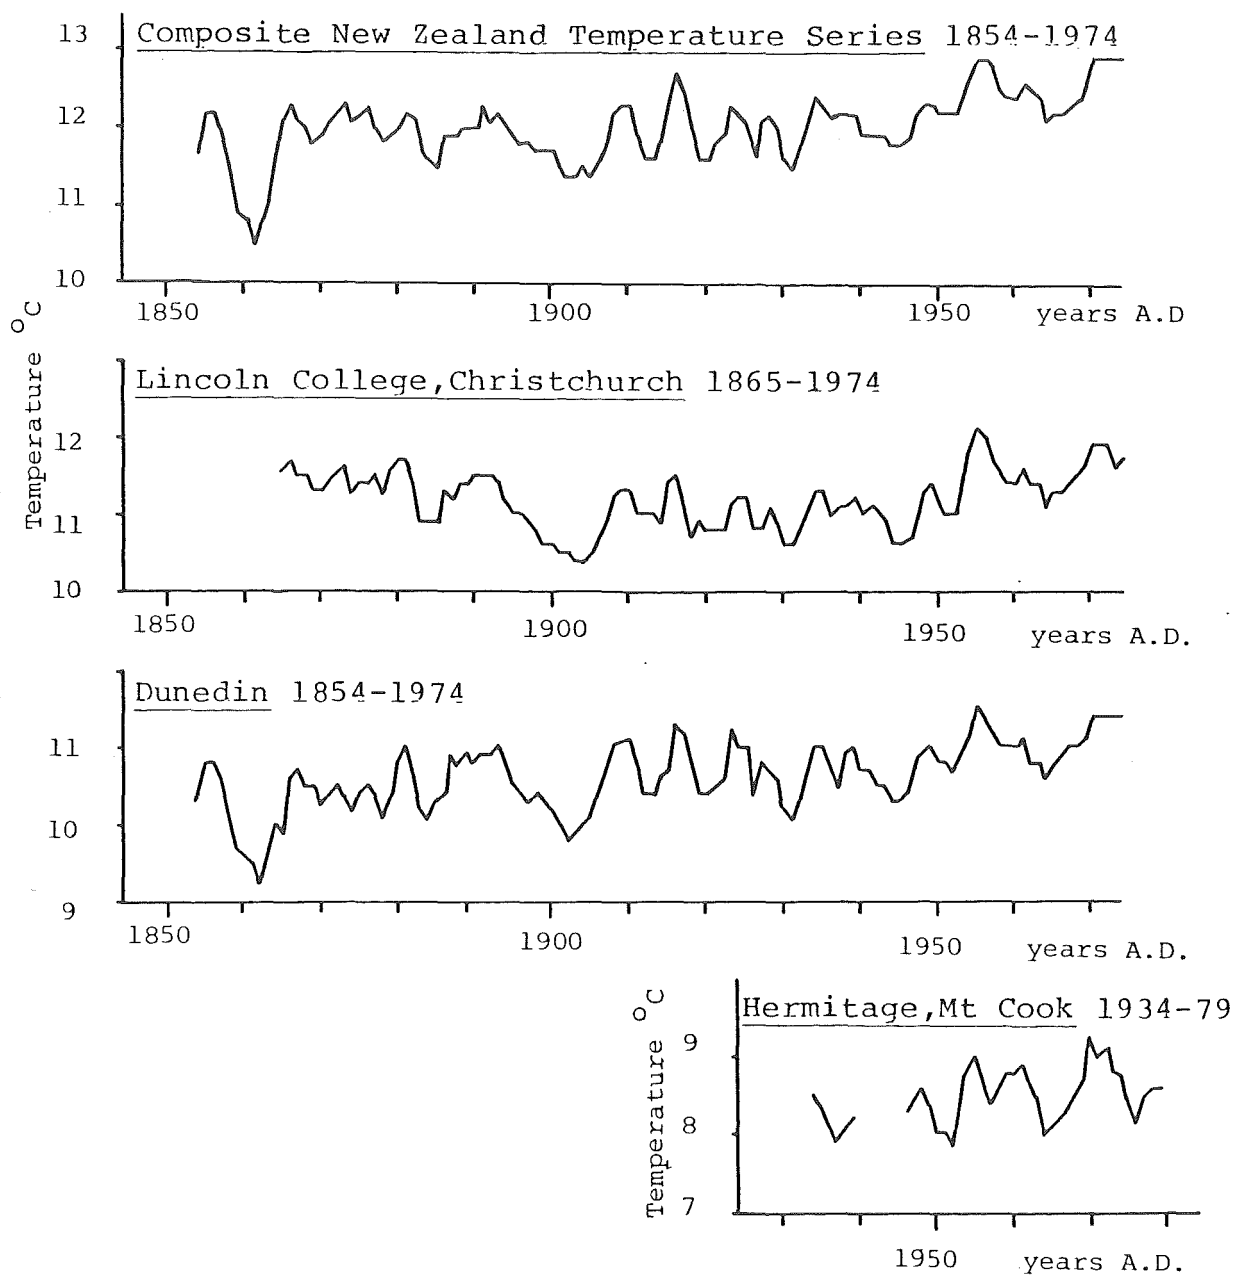 Composite New Zealand Temperature Series 1854-1974
13
12
11
10
1850 1900 1950 years A.D
Temperature °C
Lincoln College,Christchurch 1865-1974
12
11
10
1850 1900 1950 years A.D.
Dunedin 1854-1974
11
10
9
1850 1900 1950 years A.D.
Hermitage,Mt Cook 1934-79
Temperature °C
9
8
7
1950 years A.D.